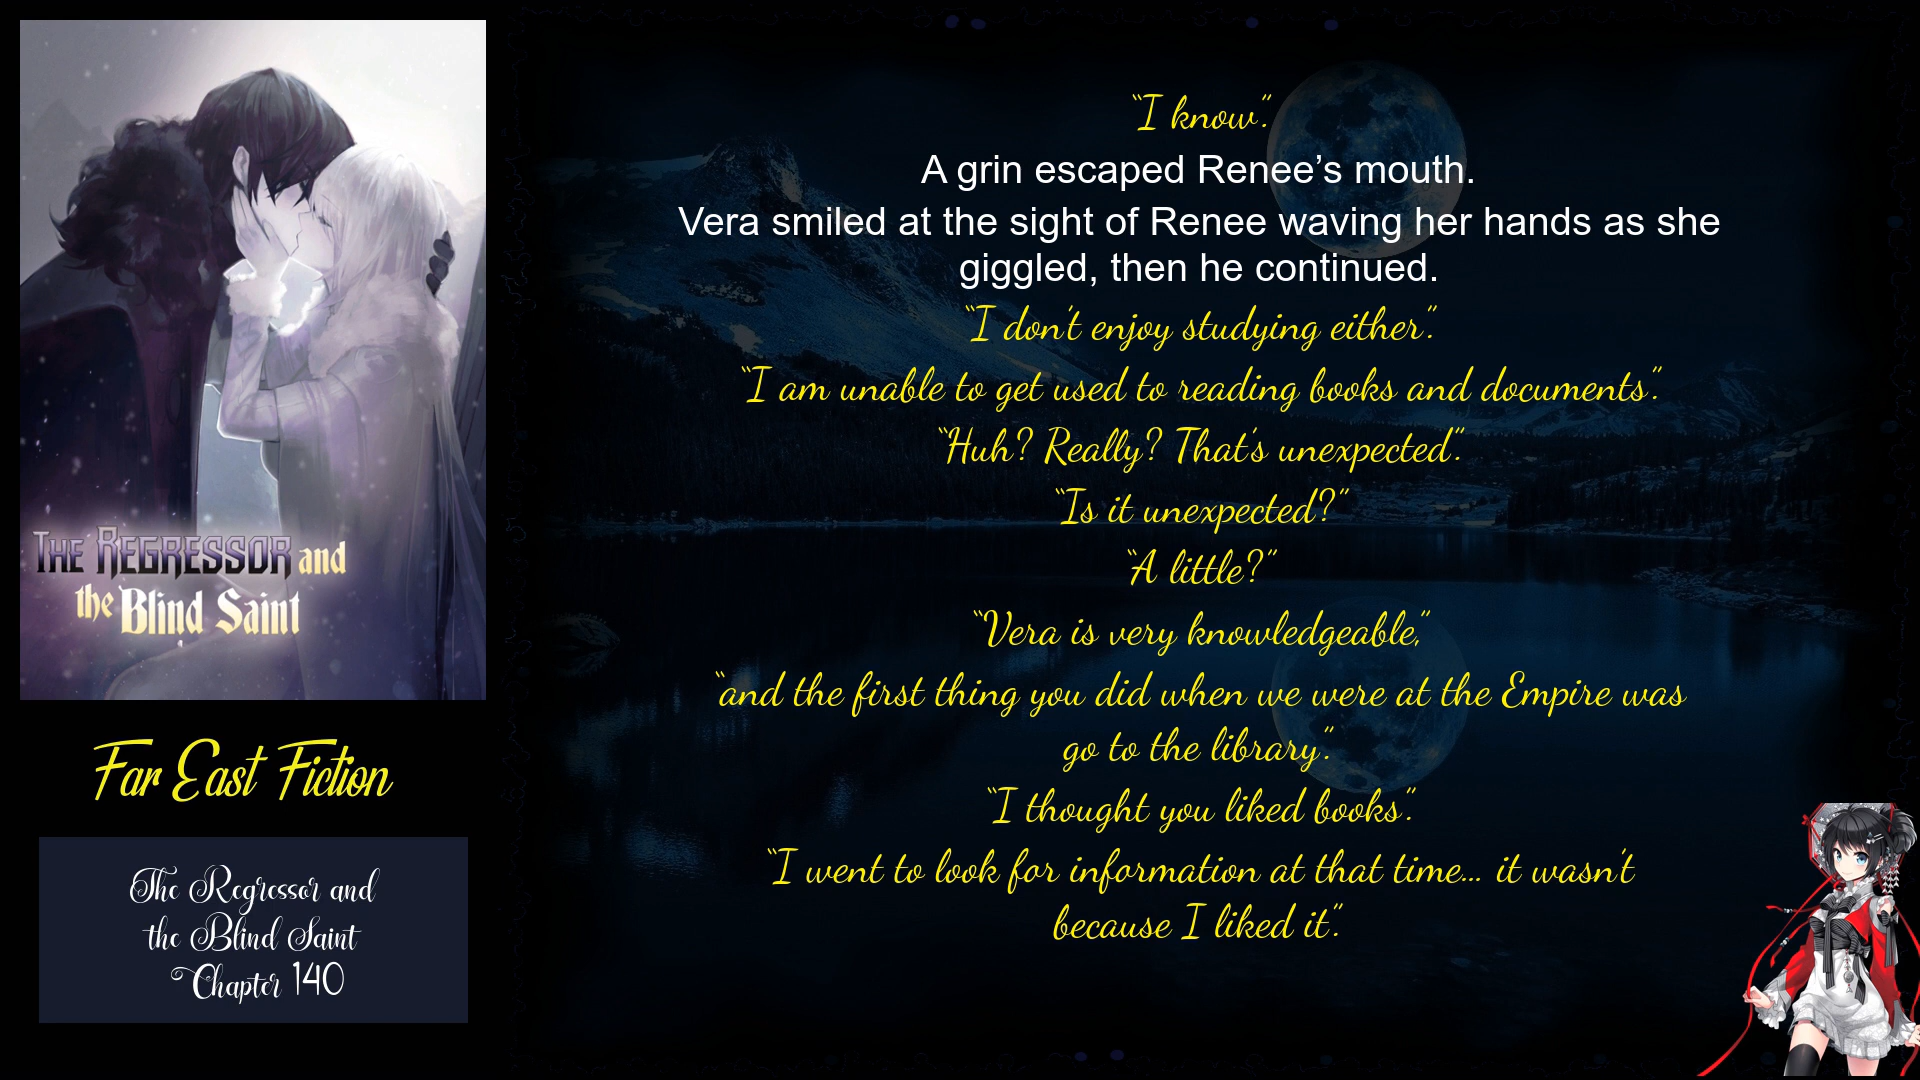 THE REGRESSOR and
the Blind Saint
Far East Fiction
The Regressor and
the Blind Saint
Chapter 140
“I know”.
A grin escaped Renee’s mouth.
Vera smiled at the sight of Renee waving her hands as she
giggled, then he continued.
“I don’t enjoy studying either”.
“I am unable to get used to reading books and documents”.
“Huh? Really? That’s unexpected”.
“Is it unexpected?”
“A little?”
“Vera is very knowledgeable,”
“and the first thing you did when we were at the Empire was
go to the library”.
“I thought you liked books”.
“I went to look for information at that time... it wasn’t
because I liked it”.